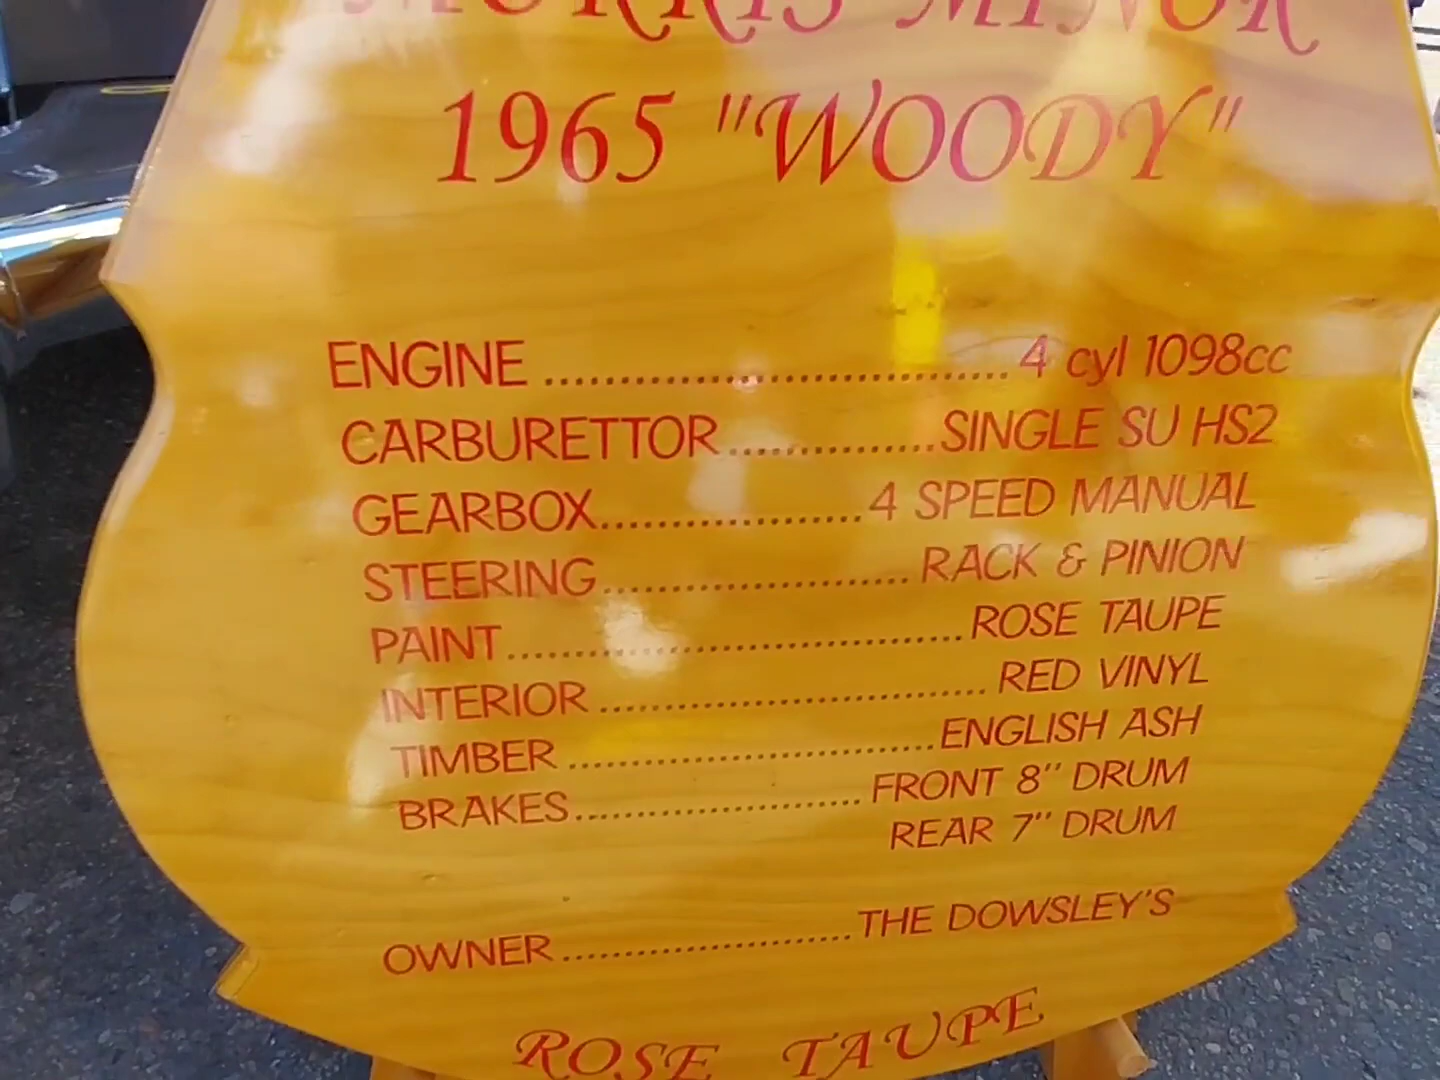 MORRIS MINOR
1965 "WOODY"
ENGINE ................................ 4 cyl 1098cc
CARBURETTOR ............... SINGLE SU HS2
GEARBOX .................. 4 SPEED MANUAL
STEERING ..................... RACK & PINION
PAINT ................................ ROSE TAUPE
INTERIOR ............................ RED VINYL
TIMBER .......................... ENGLISH ASH
BRAKES .................... FRONT 8" DRUM
REAR 7" DRUM
OWNER ..................... THE DOWSLEY'S
ROSE TAUPE